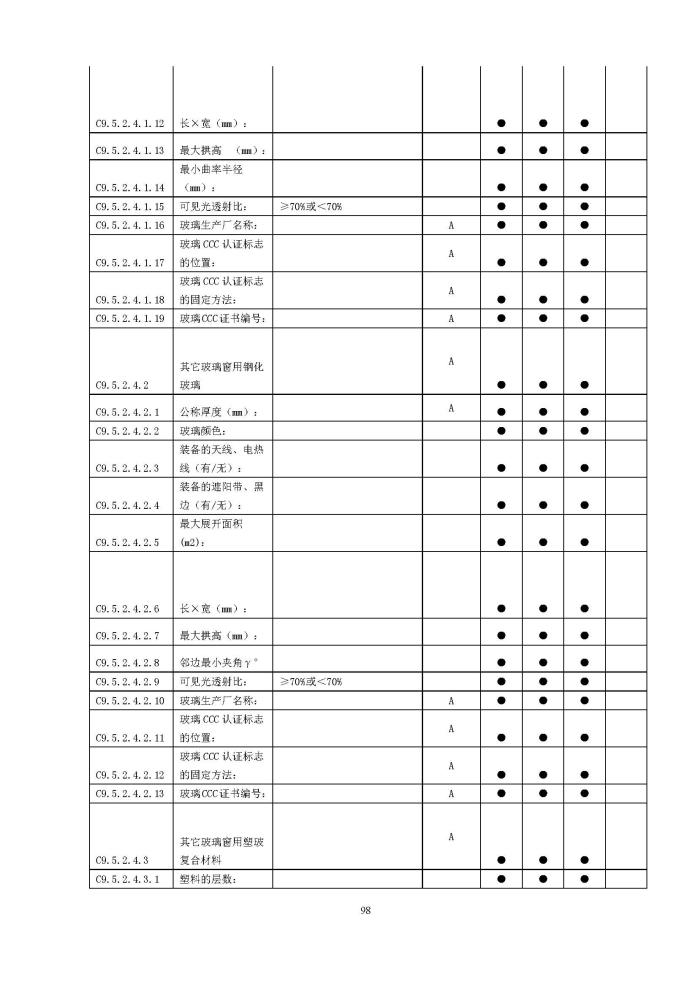 C9.5.2.4.1.12 长×宽（mm）： ● ● ●
C9.5.2.4.1.13 最大拱高 （mm）： ● ● ●
最小曲率半径
C9.5.2.4.1.14 （mm）： ● ● ●
C9.5.2.4.1.15 可见光透射比： ≥70%或＜70% ● ● ●
C9.5.2.4.1.16 玻璃生产厂名称： A ● ● ●
玻璃 CCC 认证标志
A
C9.5.2.4.1.17 的位置： ● ● ●
玻璃 CCC 认证标志
A
C9.5.2.4.1.18 的固定方法： ● ● ●
C9.5.2.4.1.19 玻璃CCC证书编号： A ● ● ●
A
其它玻璃窗用钢化
C9.5.2.4.2 玻璃 ● ● ●
C9.5.2.4.2.1 公称厚度（mm）： A ● ● ●
C9.5.2.4.2.2 玻璃颜色： ● ● ●
装备的天线、电热
C9.5.2.4.2.3 线（有/无）： ● ● ●
装备的遮阳带、黑
C9.5.2.4.2.4 边（有/无）： ● ● ●
最大展开面积
C9.5.2.4.2.5 (m2)： ● ● ●
C9.5.2.4.2.6 长×宽（mm）： ● ● ●
C9.5.2.4.2.7 最大拱高（mm）： ● ● ●
C9.5.2.4.2.8 邻边最小夹角γ° ● ● ●
C9.5.2.4.2.9 可见光透射比： ≥70%或＜70% ● ● ●
C9.5.2.4.2.10 玻璃生产厂名称： A ● ● ●
玻璃 CCC 认证标志
A
C9.5.2.4.2.11 的位置： ● ● ●
玻璃 CCC 认证标志
A
C9.5.2.4.2.12 的固定方法： ● ● ●
C9.5.2.4.2.13 玻璃CCC证书编号： A ● ● ●
A
其它玻璃窗用塑玻
C9.5.2.4.3 复合材料 ● ● ●
C9.5.2.4.3.1 塑料的层数： ● ● ●
98